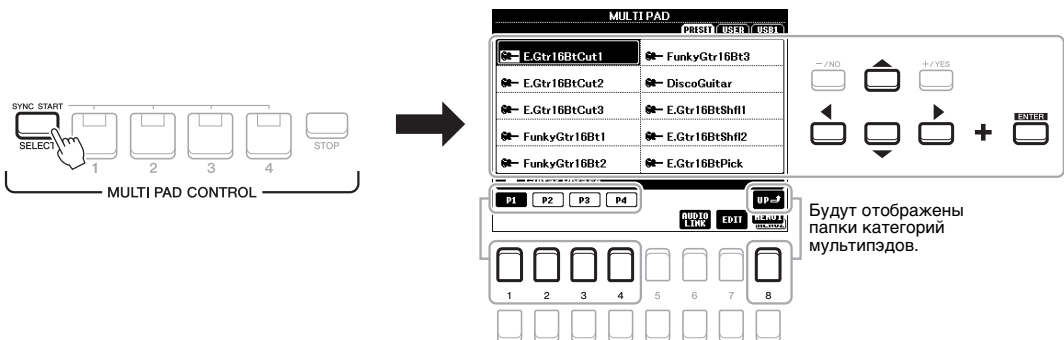 SYNC START
SELECT
1 2 3 4
STOP
MULTI PAD CONTROL
MULTI PAD
PRESET USER USB1
E.Gtr16BtCut1 FunkyGtr16Bt3
E.Gtr16BtCut2 DiscoGuitar
E.Gtr16BtCut3 E.Gtr16BtShfl1
FunkyGtr16Bt1 E.Gtr16BtShfl2
FunkyGtr16Bt2 E.Gtr16BtPick
P1 P2 P3 P4 UP
AUDIO LINK EDIT
1 2 3 4 5 6 7 8
-/NO +/YES
+ ENTER
Будут отображены
папки категорий
мультипэдов.